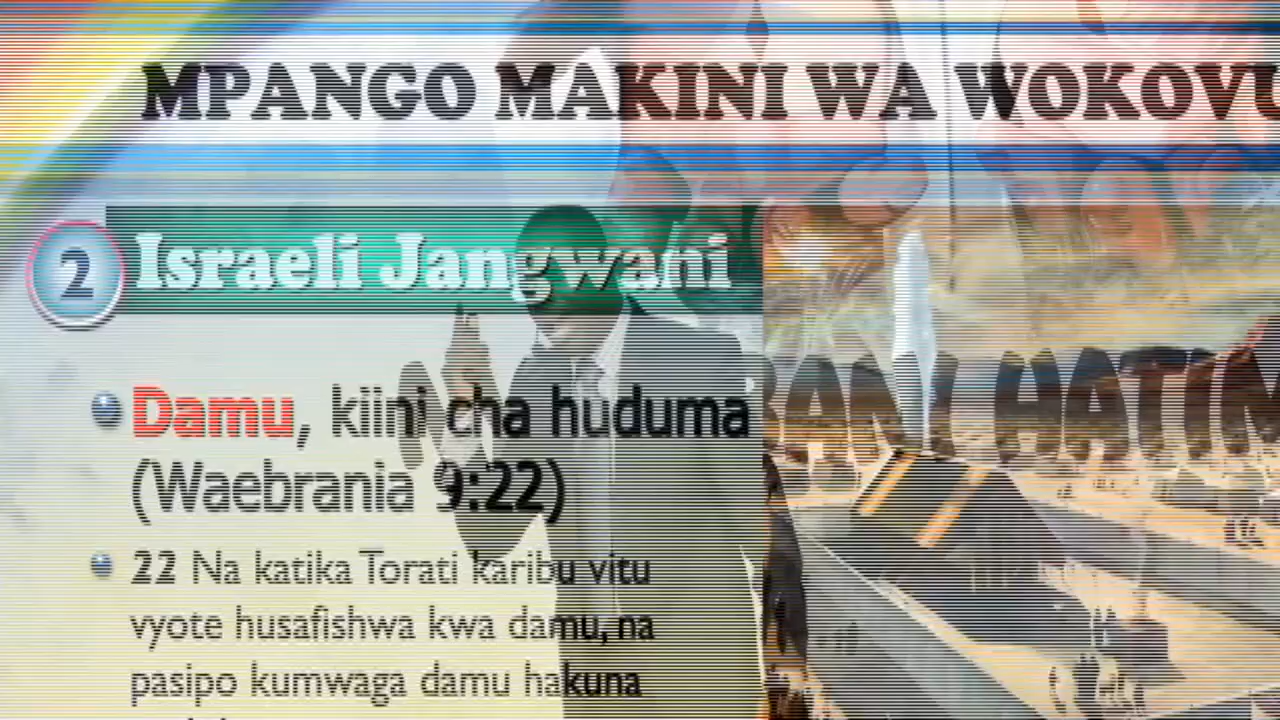 MPANGO MAKINI WA WOKOVU
2 Israeli Jangwani
Damu, kiini cha huduma
(Waebrania 9:22)
22 Na katika Torati karibu vitu
vyote husafishwa kwa damu, na
pasipo kumwaga damu hakuna